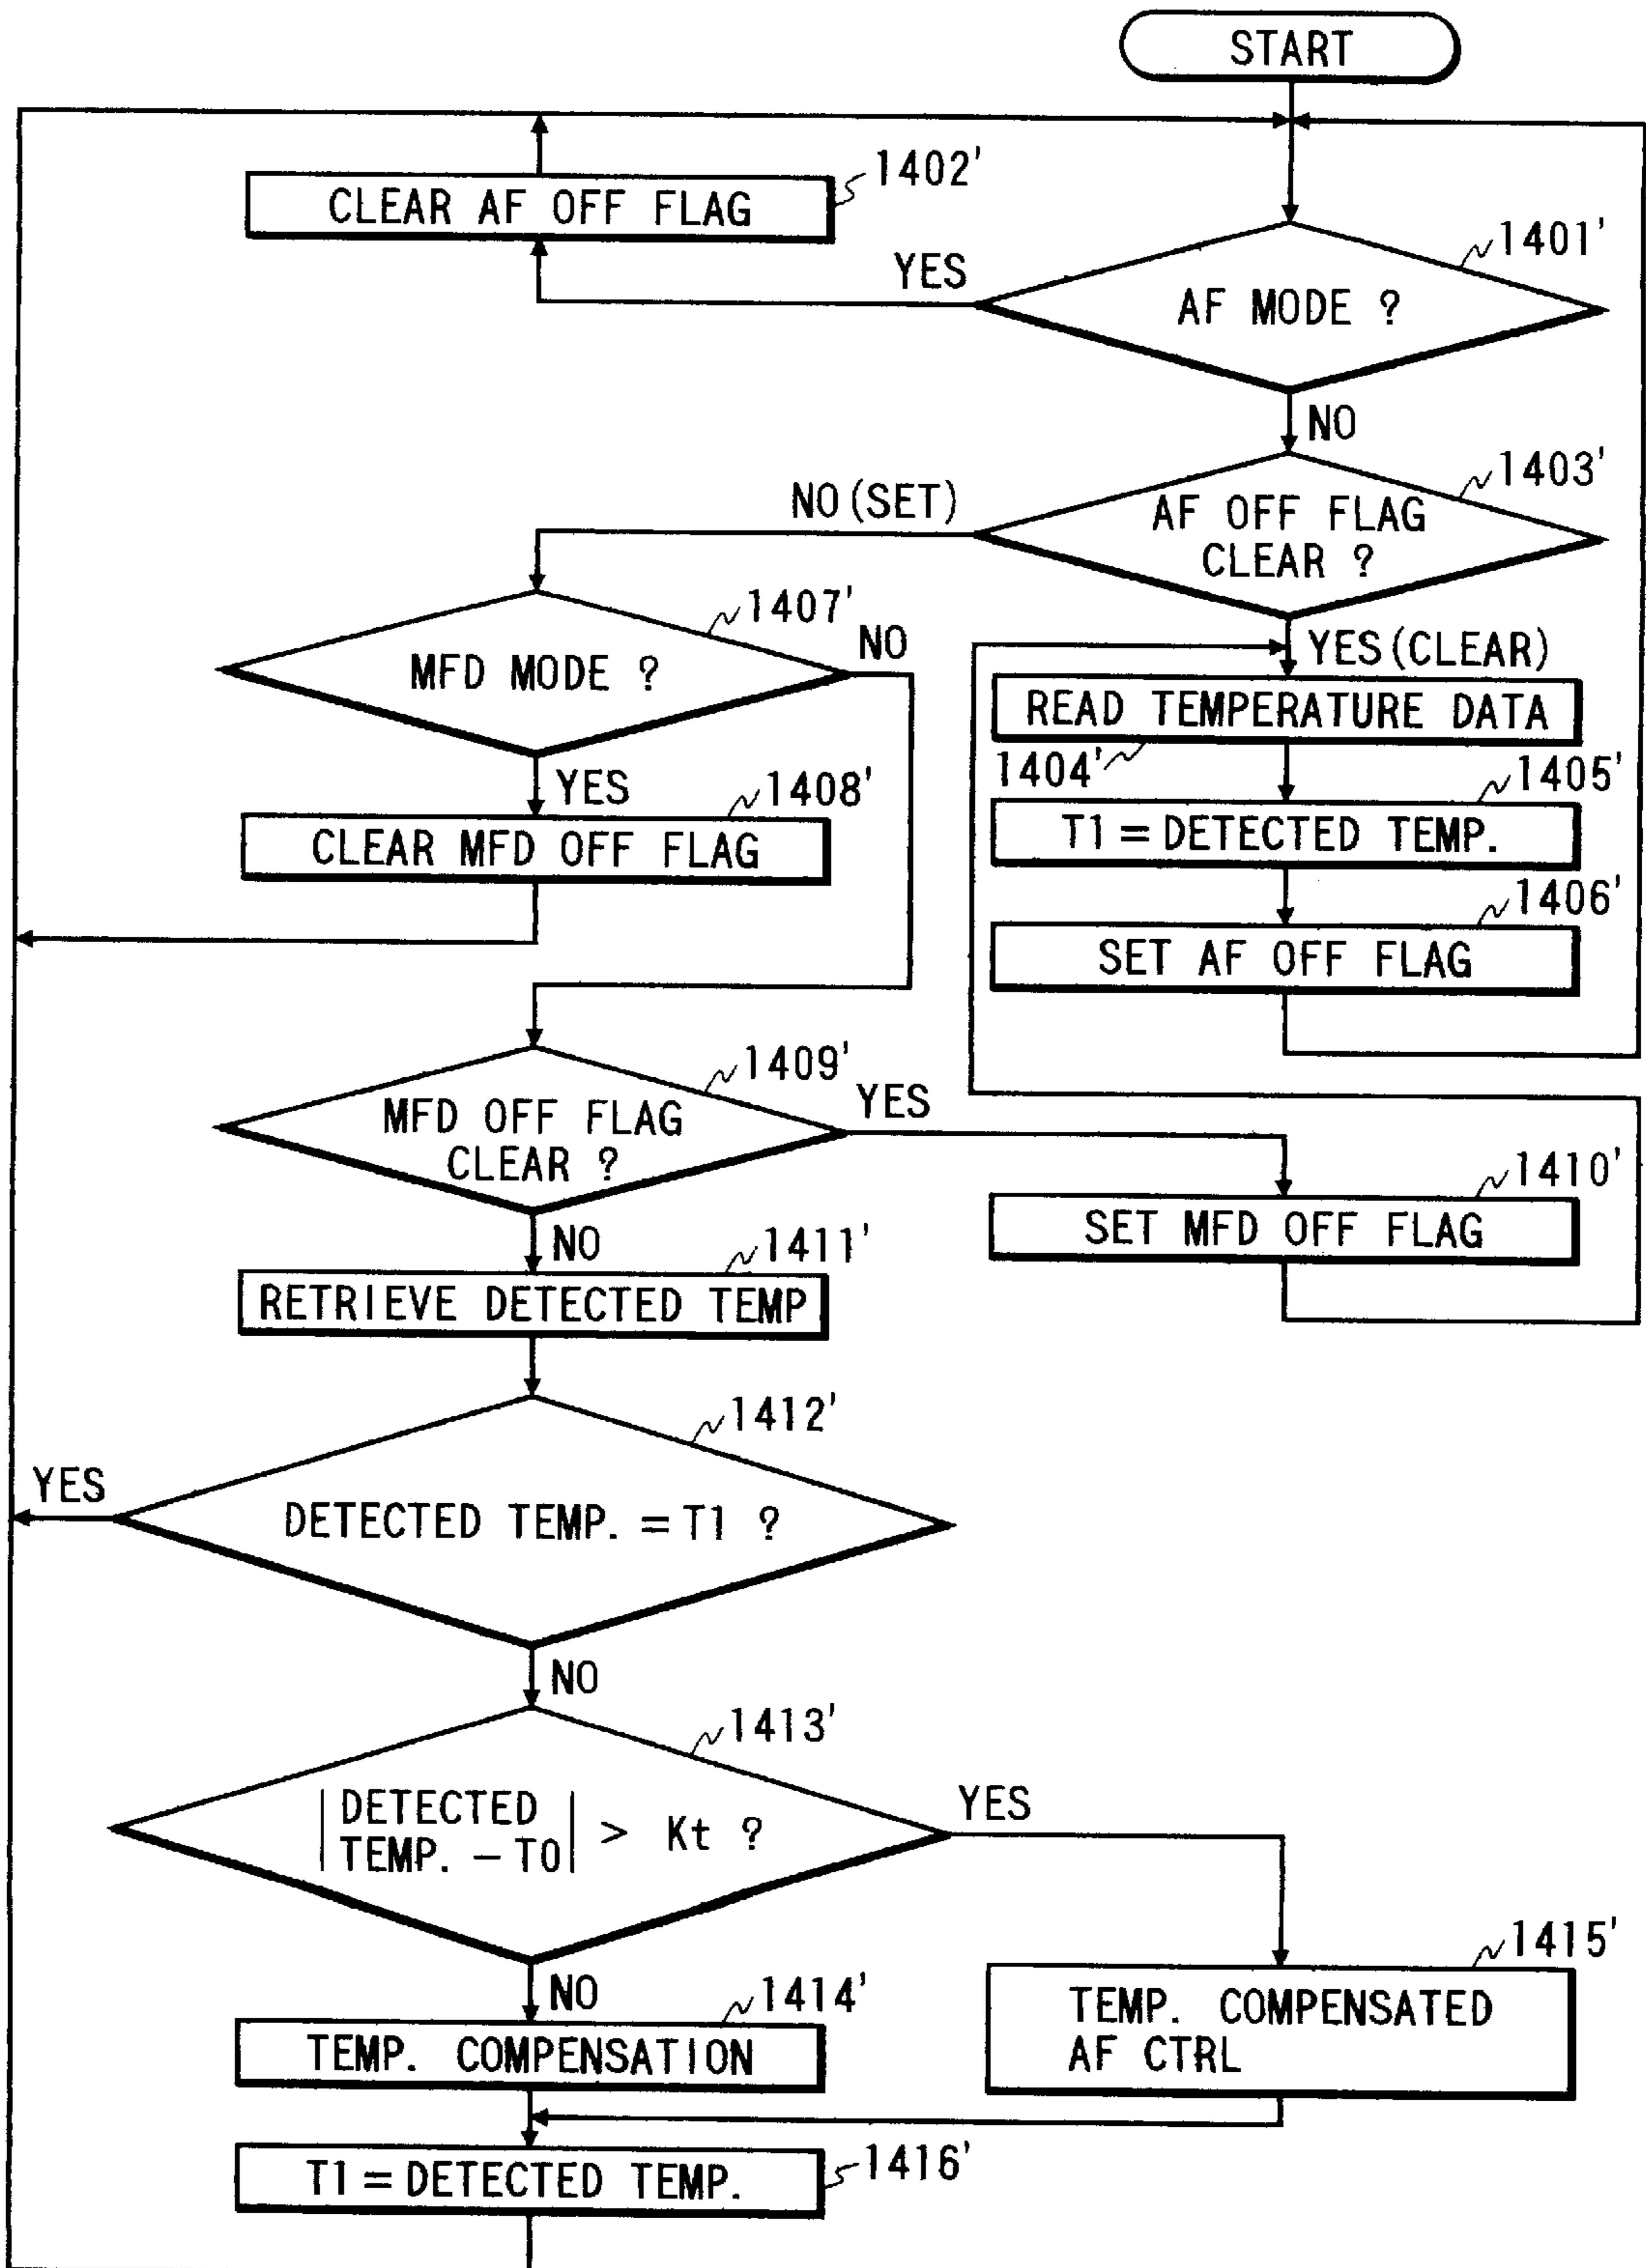 START
1402'
CLEAR AF OFF FLAG
1401'
YES
AF MODE ?
NO
1403'
NO(SET)
AF OFF FLAG
CLEAR ?
1407'
NO
YES(CLEAR)
MFD MODE ?
READ TEMPERATURE DATA
1404'
1405'
YES
1408'
T1=DETECTED TEMP.
CLEAR MFD OFF FLAG
1406'
SET AF OFF FLAG
1409'
YES
MFD OFF FLAG
CLEAR ?
1410'
SET MFD OFF FLAG
NO
1411'
RETRIEVE DETECTED TEMP
1412'
YES
DETECTED TEMP.=T1 ?
NO
1413'
YES
|DETECTED
TEMP.-T0| > Kt ?
1415'
NO
1414'
TEMP. COMPENSATED
AF CTRL
TEMP. COMPENSATION
1416'
T1=DETECTED TEMP.